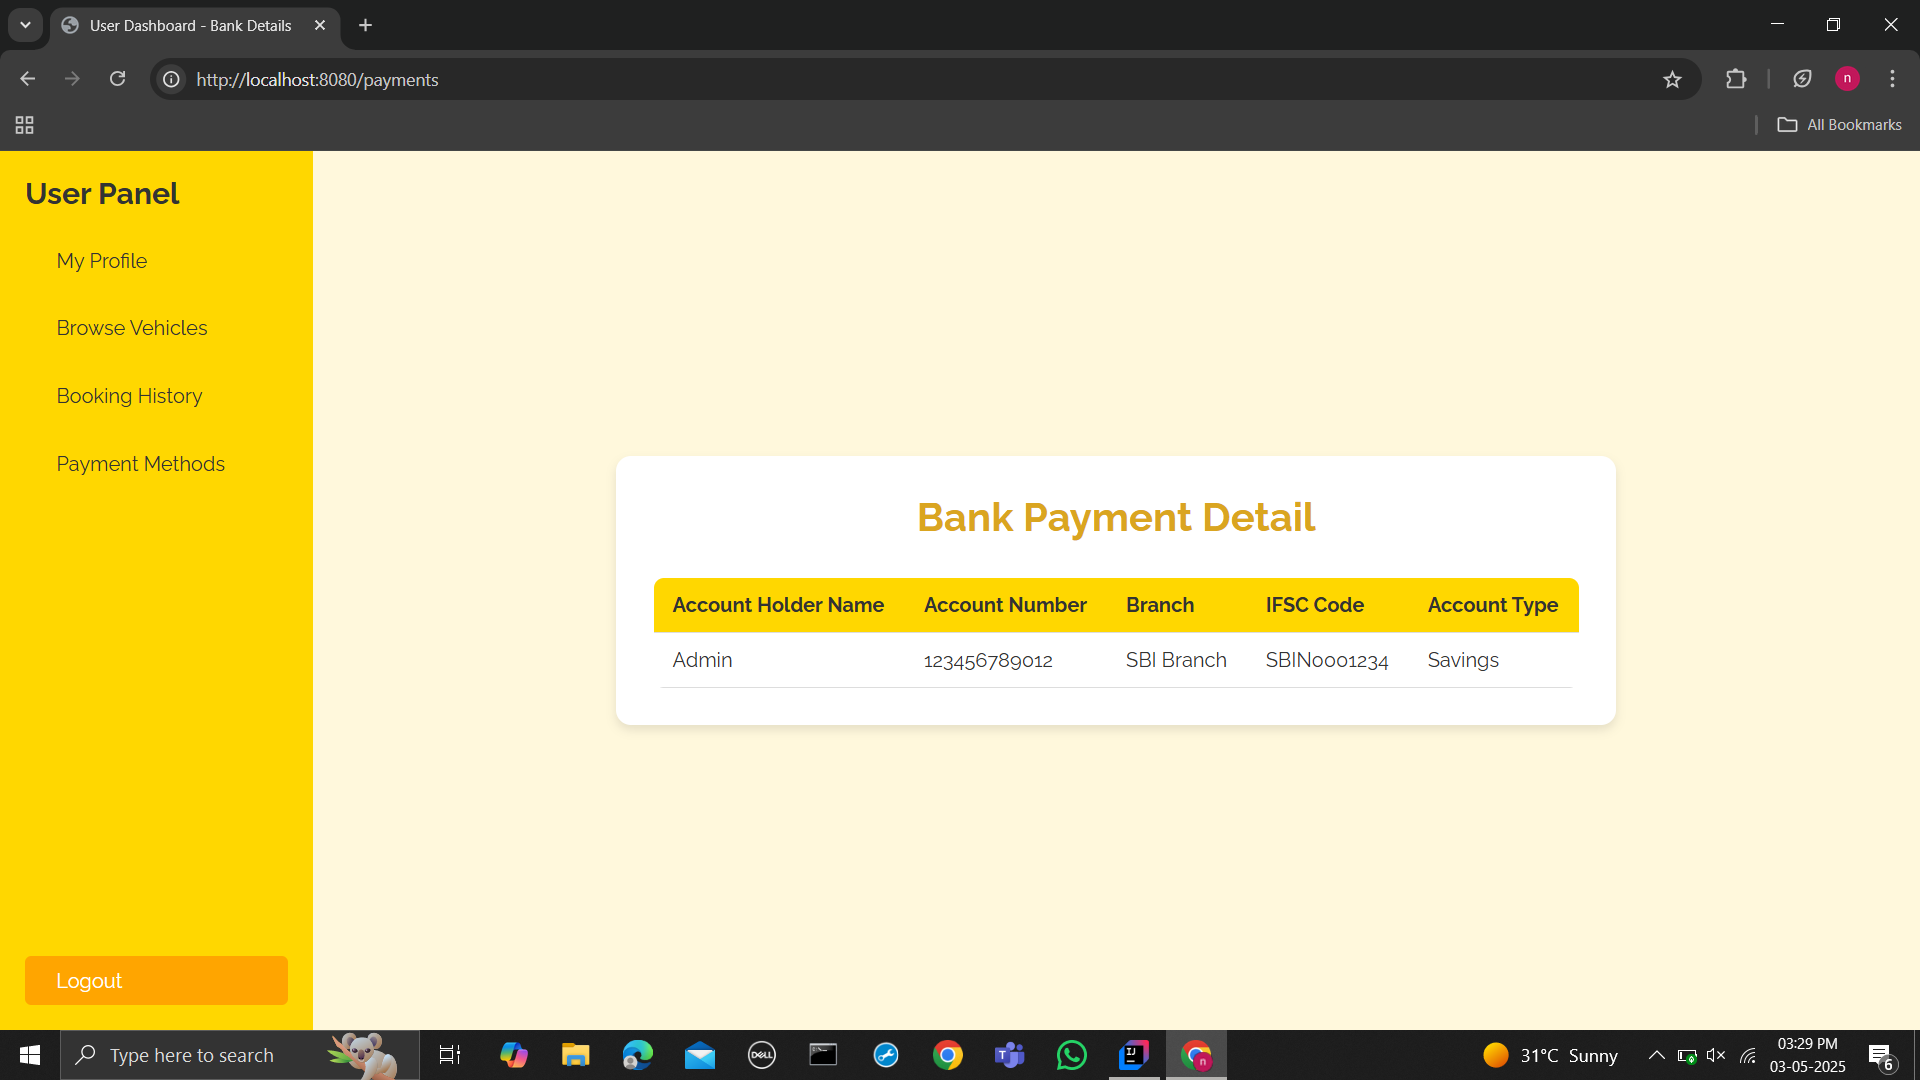 User Dashboard - Bank Details
http://localhost:8080/payments
n
All Bookmarks
User Panel
My Profile
Browse Vehicles
Booking History
Payment Methods
Logout
Bank Payment Detail
Account Holder Name Account Number Branch IFSC Code Account Type
Admin 123456789012 SBI Branch SBIN0001234 Savings
Type here to search
DELL
T
IJ
n
31°C Sunny
03:29 PM
03-05-2025
6